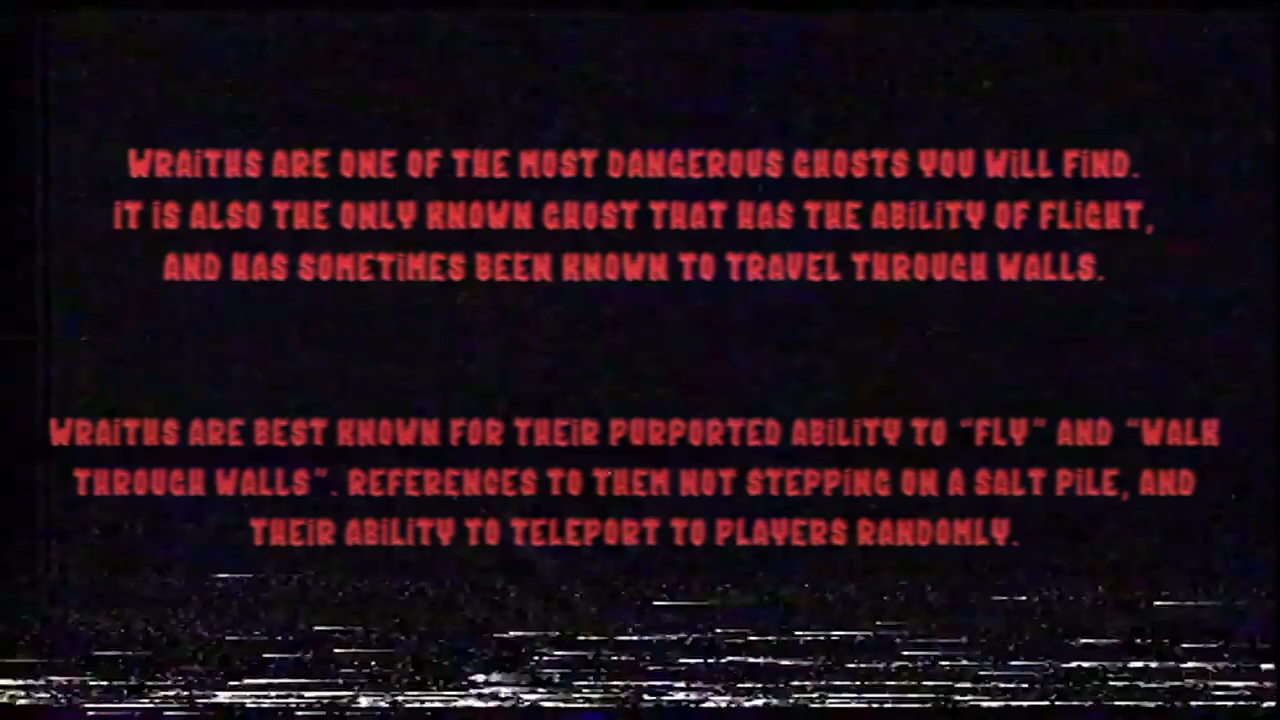 WRAiTHS ARE ONE OF THE MOST DANGEROUS GHOSTS YOU WiLL FiND.
iT iS ALSO THE ONLY KNOWN GHOST THAT HAS THE ABiLiTY OF FLiGHT,
AND HAS SOMETiMES BEEN KNOWN TO TRAVEL THROUGH WALLS.
WRAiTHS ARE BEST KNOWN FOR THEiR PURPORTED ABiLiTY TO "FLY" AND "WALK
THROUGH WALLS". REFERENCES TO THEM NOT STEPPiNG ON A SALT PiLE, AND
THEiR ABiLiTY TO TELEPORT TO PLAYERS RANDOMLY.